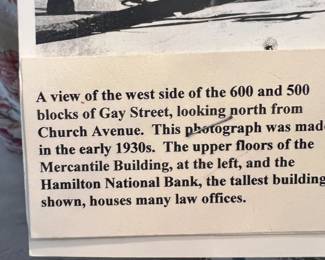 A view of the west side of the 600 and 500
blocks of Gay Street, looking north from
Church Avenue.  This photograph was mad
in the early 1930s.  The upper floors of the
Mercantile Building, at the left, and the
Hamilton National Bank, the tallest building
shown, houses many law offices.